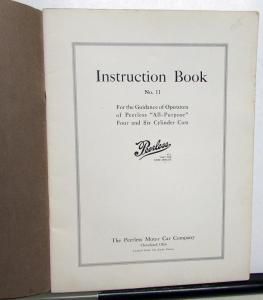 Instruction Book
No. 11
For the Guidance of Operators
of Peerless "All-Purpose"
Four and Six Cylinder Cars
Peerless
The Peerless Motor Car Company
Cleveland, Ohio